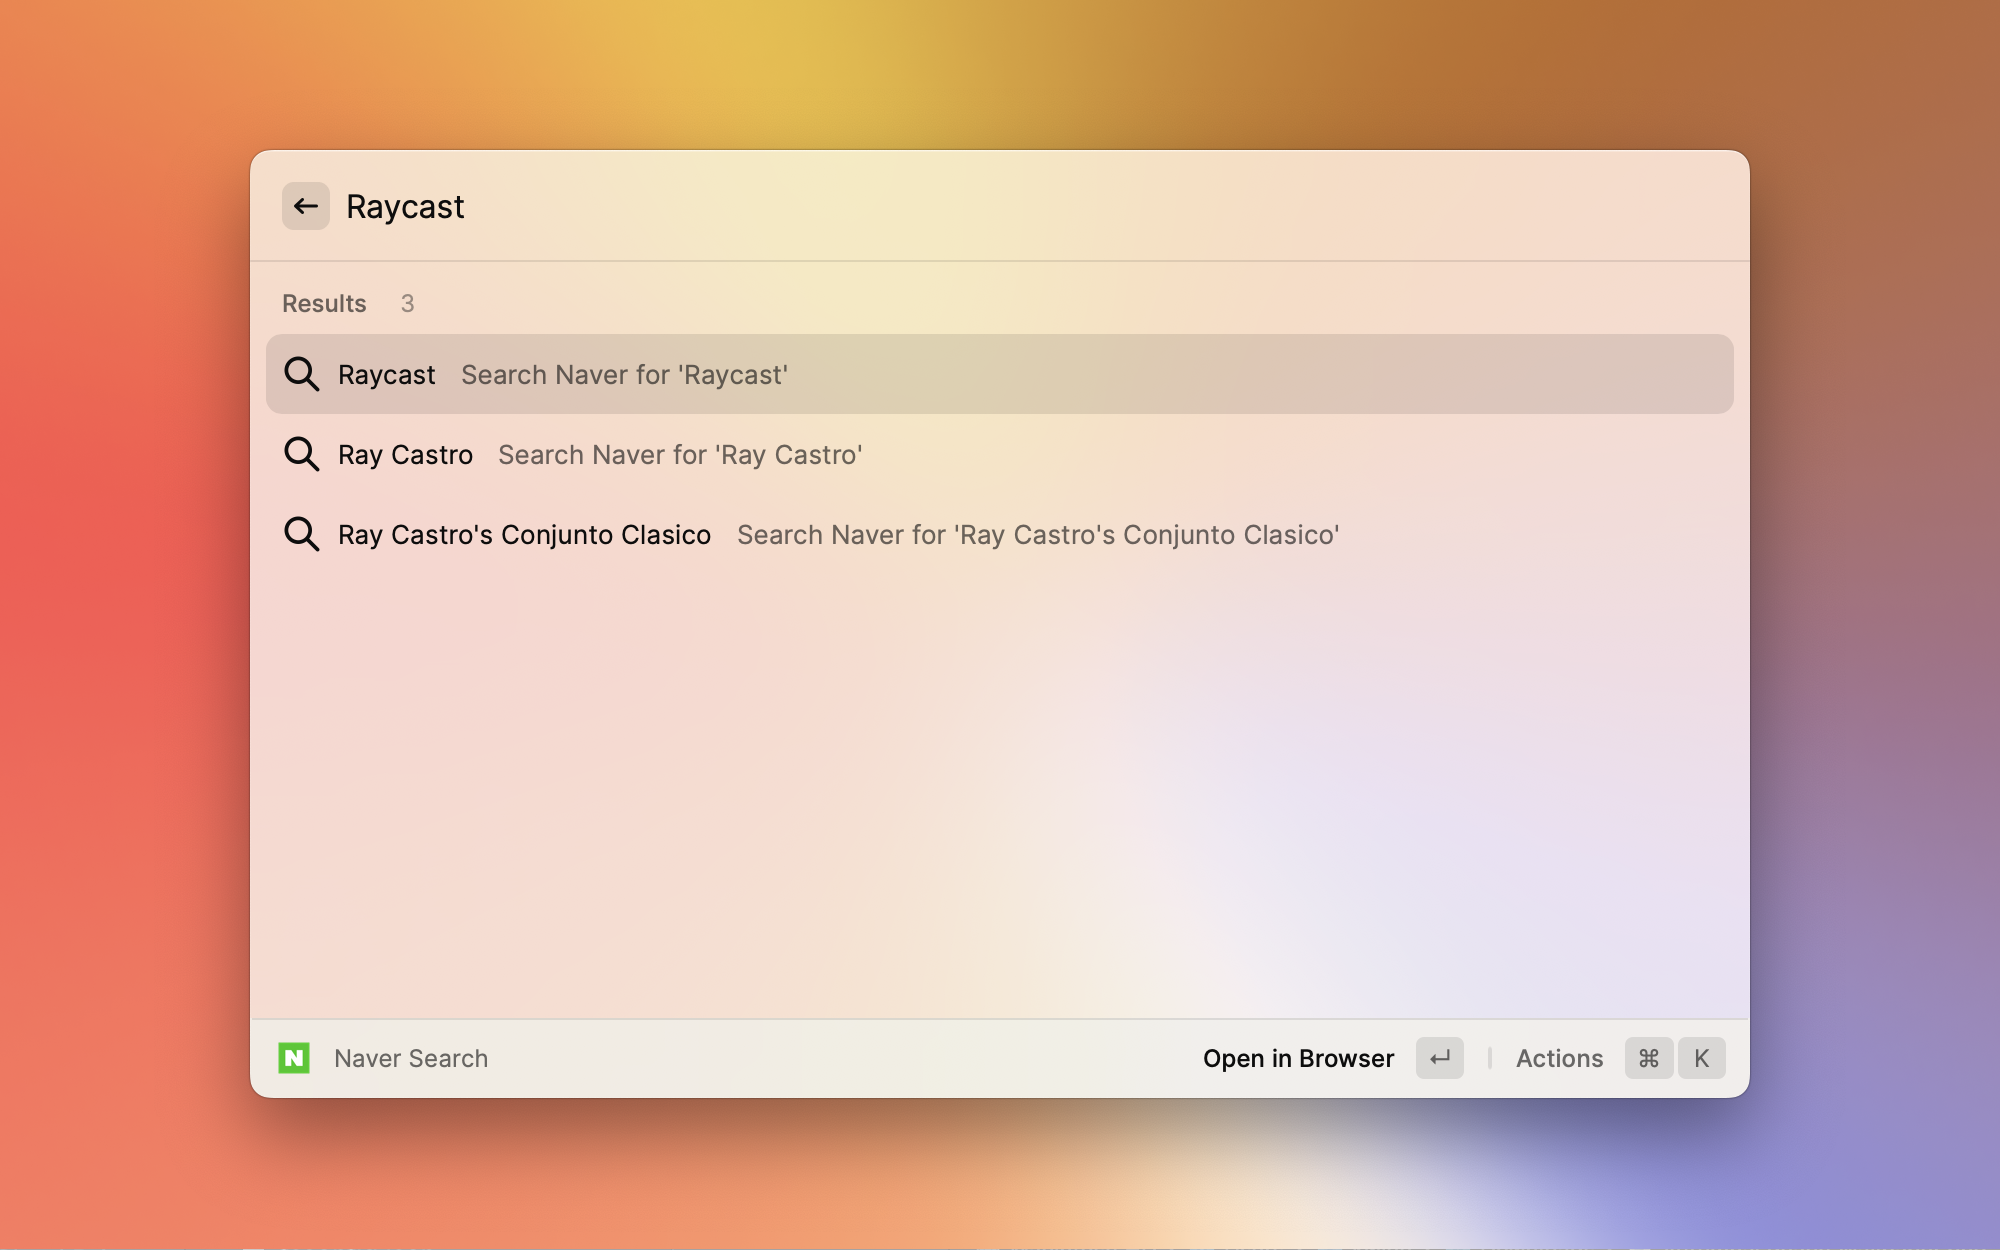 Raycast
Results 3
Raycast Search Naver for 'Raycast'
Ray Castro Search Naver for 'Ray Castro'
Ray Castro's Conjunto Clasico Search Naver for 'Ray Castro's Conjunto Clasico'
N Naver Search Open in Browser ↵ Actions ⌘ K